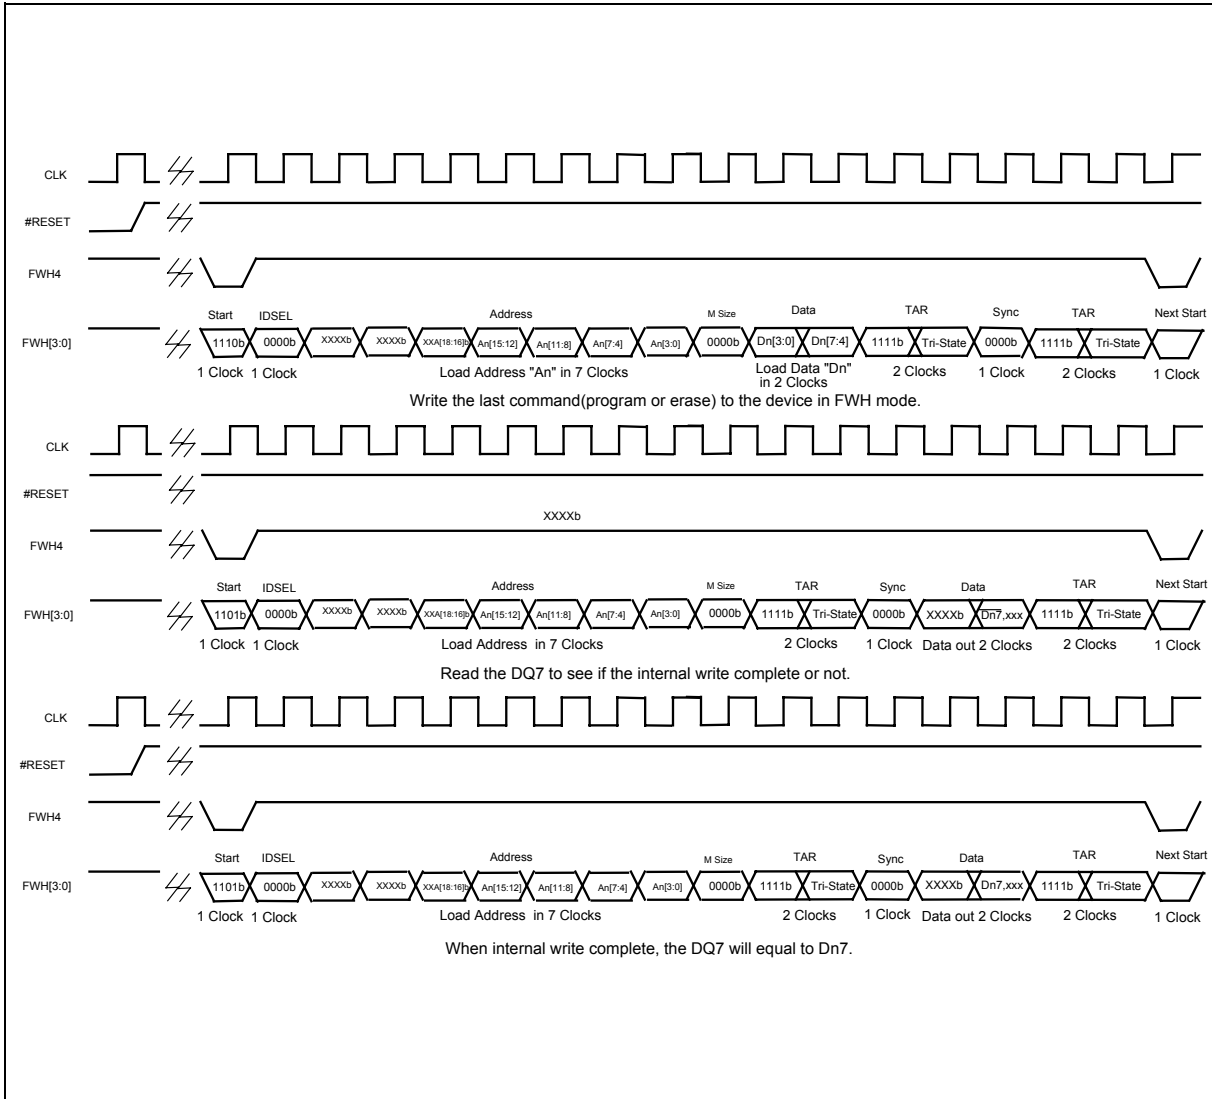 CLK
#RESET
FWH4
Start IDSEL Address M Size Data TAR Sync TAR Next Start
FWH[3:0] 1110b 0000b XXXXb XXXXb XXA[18:16]b An[15:12] An[11:8] An[7:4] An[3:0] 0000b Dn[3:0] Dn[7:4] 1111b Tri-State 0000b 1111b Tri-State
1 Clock 1 Clock Load Address "An" in 7 Clocks Load Data "Dn" in 2 Clocks 2 Clocks 1 Clock 2 Clocks 1 Clock
Write the last command(program or erase) to the device in FWH mode.
CLK
#RESET
XXXXb
FWH4
Start IDSEL Address M Size TAR Sync Data TAR Next Start
FWH[3:0] 1101b 0000b XXXXb XXXXb XXA[18:16]b An[15:12] An[11:8] An[7:4] An[3:0] 0000b 1111b Tri-State 0000b XXXXb Dn7,xxx 1111b Tri-State
1 Clock 1 Clock Load Address in 7 Clocks 2 Clocks 1 Clock Data out 2 Clocks 2 Clocks 1 Clock
Read the DQ7 to see if the internal write complete or not.
CLK
#RESET
FWH4
Start IDSEL Address M Size TAR Sync Data TAR Next Start
FWH[3:0] 1101b 0000b XXXXb XXXXb XXA[18:16]b An[15:12] An[11:8] An[7:4] An[3:0] 0000b 1111b Tri-State 0000b XXXXb Dn7,xxx 1111b Tri-State
1 Clock 1 Clock Load Address in 7 Clocks 2 Clocks 1 Clock Data out 2 Clocks 2 Clocks 1 Clock
When internal write complete, the DQ7 will equal to Dn7.